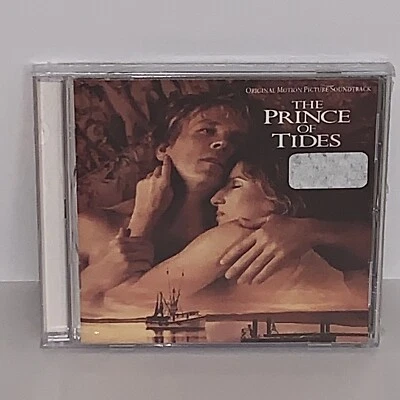 ORIGINAL MOTION PICTURE SOUNDTRACK
THE
PRINCE
OF
TIDES